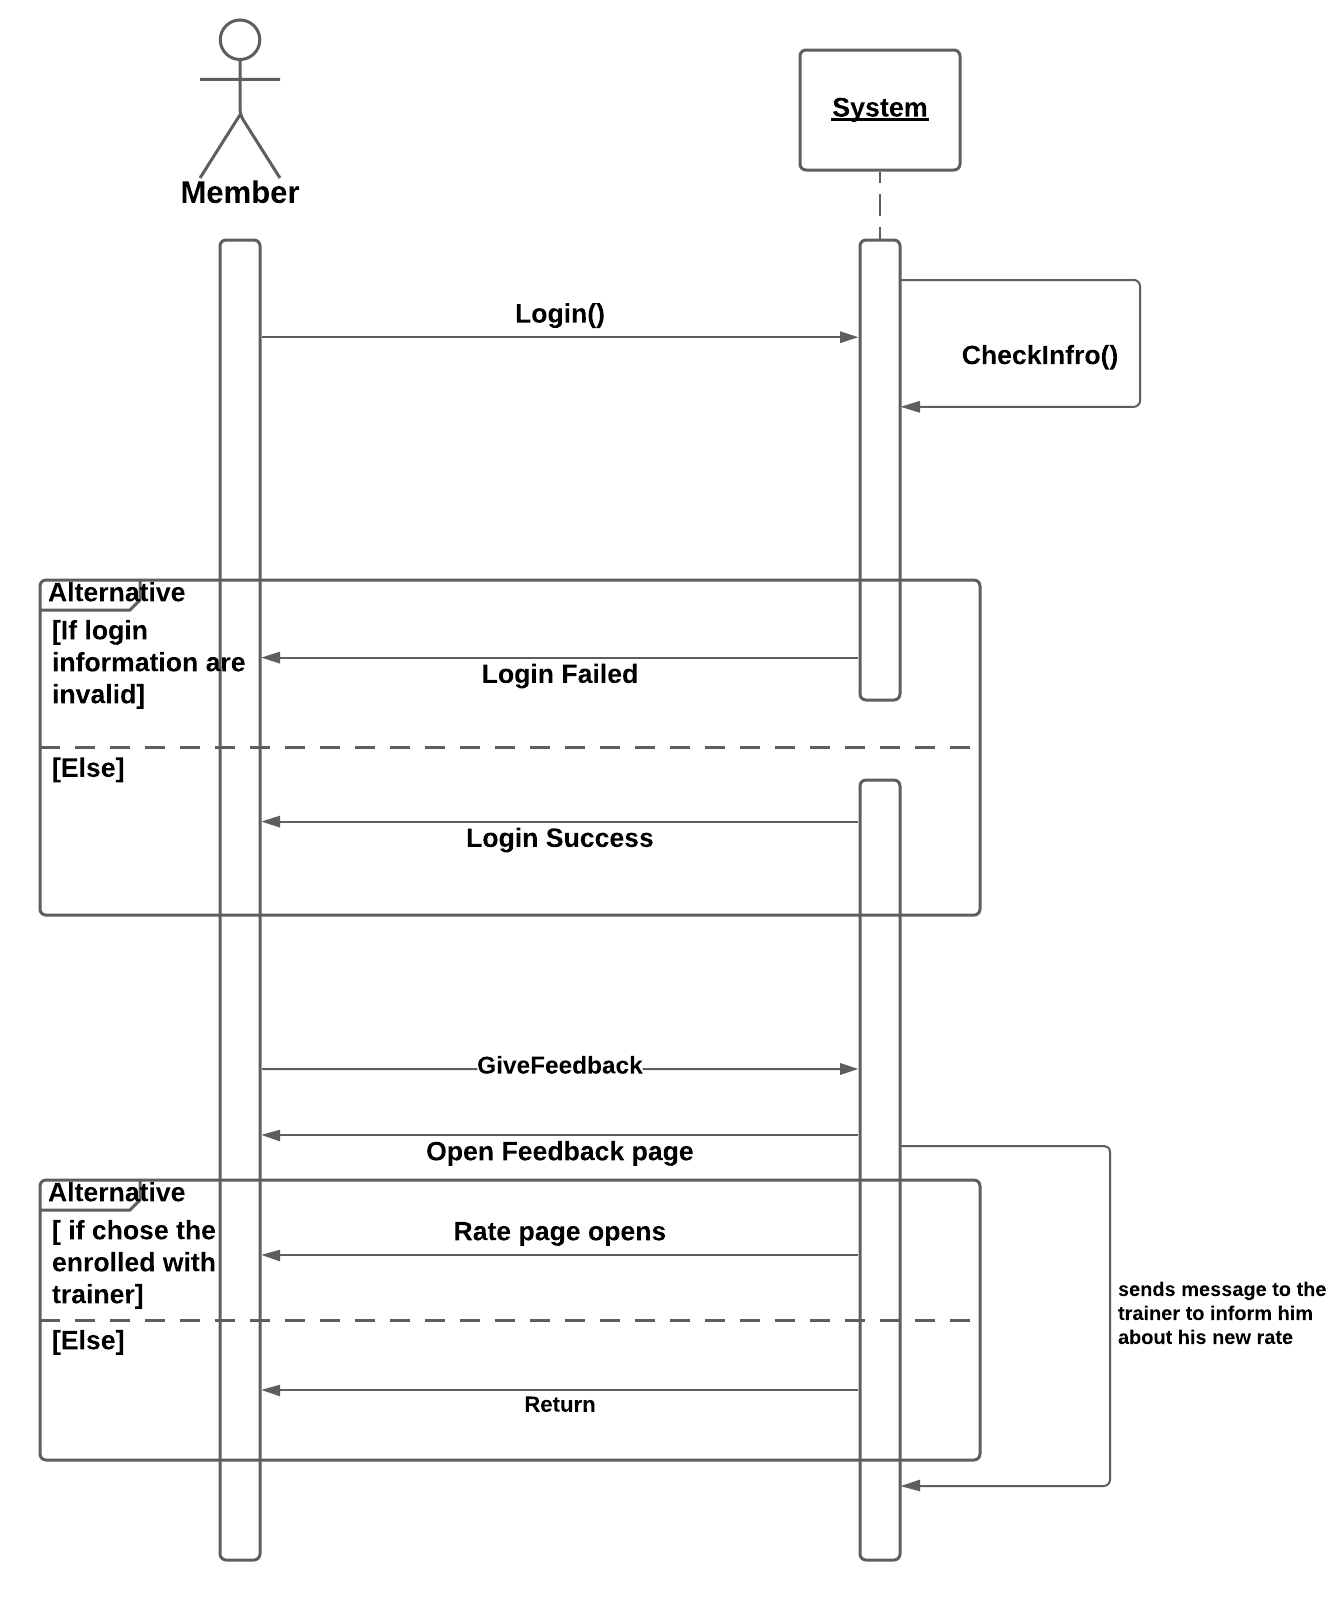 Member
System
Login()
CheckInfro()
Alternative
[If login
information are
invalid]
Login Failed
[Else]
Login Success
GiveFeedback
Open Feedback page
Alternative
[ if chose the
enrolled with
trainer]
Rate page opens
sends message to the
trainer to inform him
about his new rate
[Else]
Return